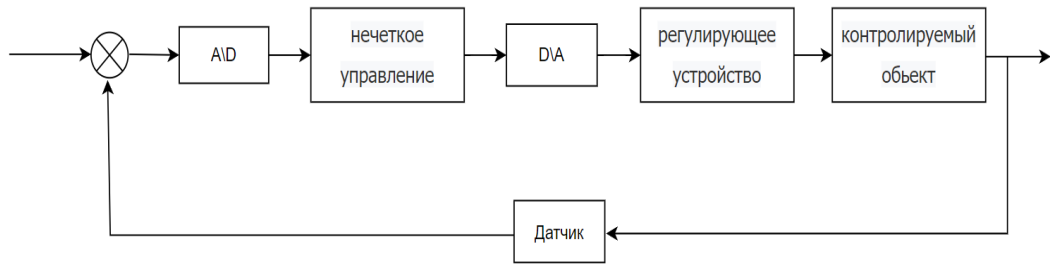 A\D
нечеткое
управление
D\A
регулирующее
устройство
контролируемый
обьект
Датчик